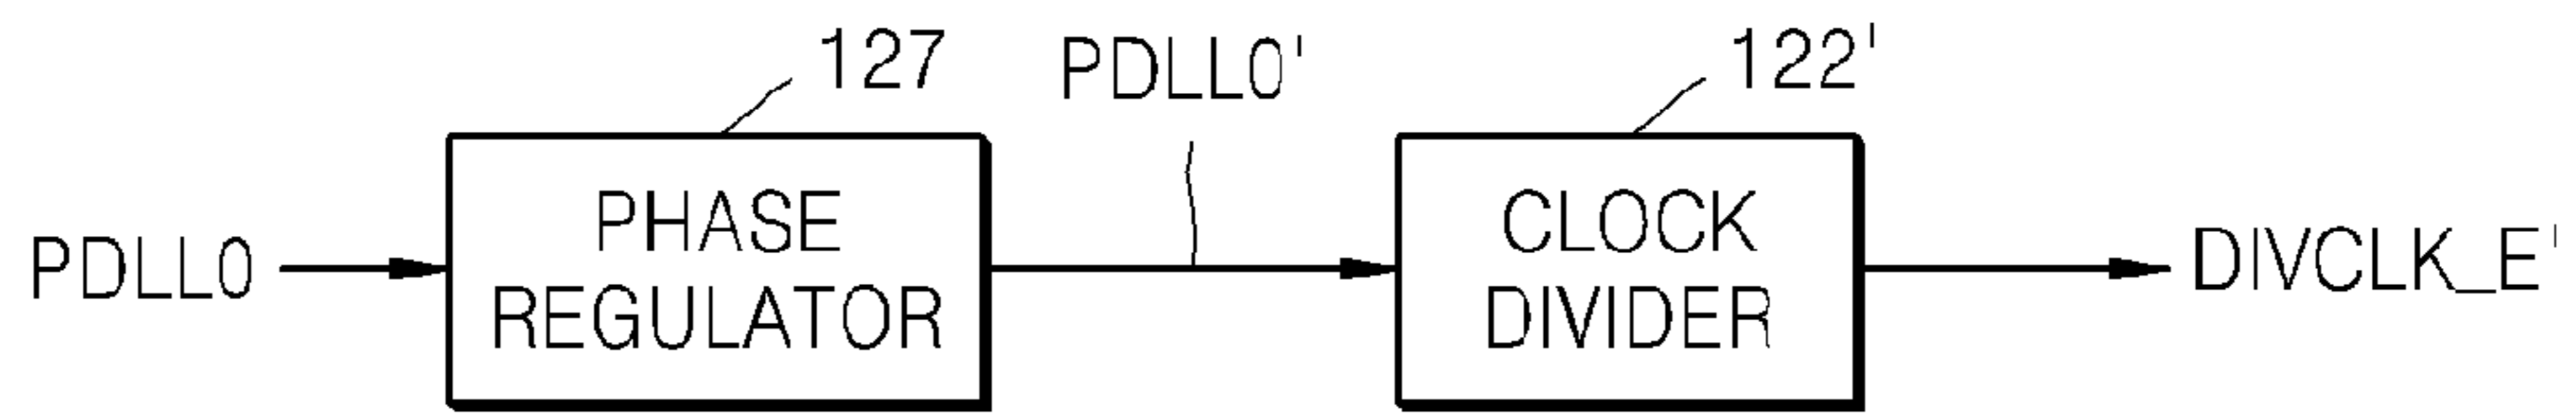 127
PDLL0'
122'
PDLL0
PHASE
REGULATOR
CLOCK
DIVIDER
DIVCLK_E'